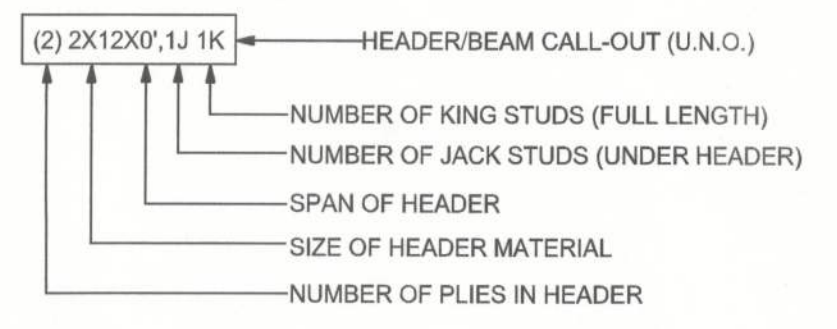 (2) 2X12X0',1J 1K
HEADER/BEAM CALL-OUT (U.N.O.)
NUMBER OF KING STUDS (FULL LENGTH)
NUMBER OF JACK STUDS (UNDER HEADER)
SPAN OF HEADER
SIZE OF HEADER MATERIAL
NUMBER OF PLIES IN HEADER